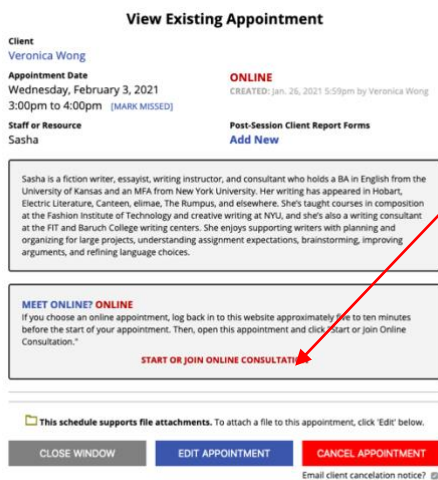 View Existing Appointment
Client
Veronica Wong
Appointment Date
Wednesday, February 3, 2021
3:00pm to 4:00pm [MARK MISSED]
ONLINE
CREATED: Jan. 26, 2021 5:59pm by Veronica Wong
Staff or Resource
Sasha
Post-Session Client Report Forms
Add New
Sasha is a fiction writer, essayist, writing instructor, and consultant who holds a BA in English from the
University of Kansas and an MFA from New York University. Her writing has appeared in Hobart,
Electric Literature, Canteen, elimae, The Rumpus, and elsewhere. She's taught courses in composition
at the Fashion Institute of Technology and creative writing at NYU, and she's also a writing consultant
at the FIT and Baruch College writing centers. She enjoys supporting writers with planning and
organizing for large projects, understanding assignment expectations, brainstorming, improving
arguments, and refining language choices.
MEET ONLINE? ONLINE
If you choose an online appointment, log back in to this website approximately five to ten minutes
before the start of your appointment. Then, open this appointment and click "Start or Join Online
Consultation."
START OR JOIN ONLINE CONSULTATION
This schedule supports file attachments. To attach a file to this appointment, click 'Edit' below.
CLOSE WINDOW
EDIT APPOINTMENT
CANCEL APPOINTMENT
Email client cancelation notice?